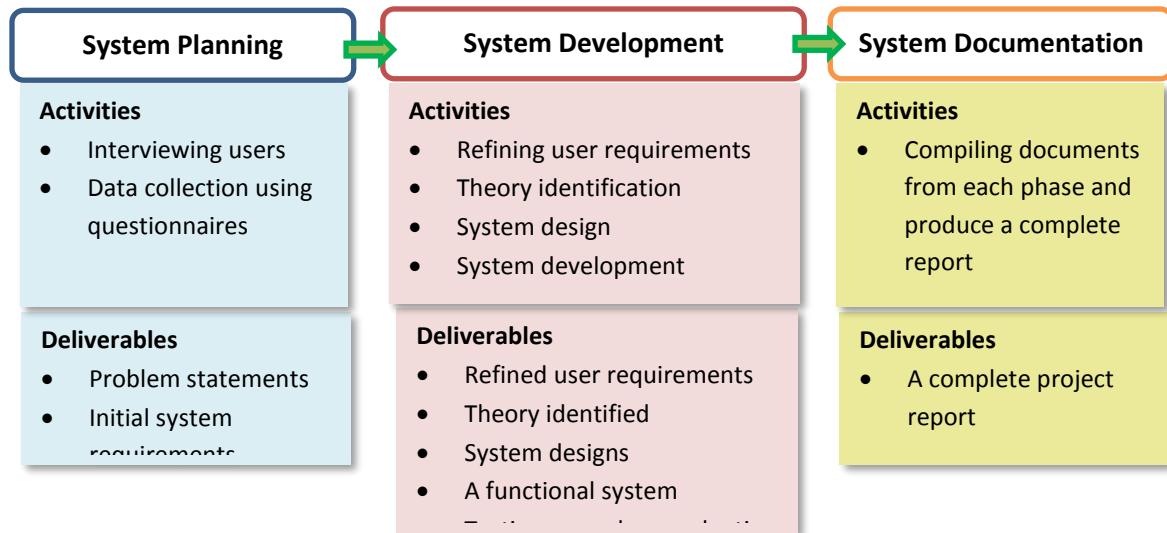 System Planning
System Development
System Documentation
Activities
• Interviewing users
• Data collection using
questionnaires
Activities
• Refining user requirements
• Theory identification
• System design
• System development
Activities
• Compiling documents
from each phase and
produce a complete
report
Deliverables
• Problem statements
• Initial system
requirements
Deliverables
• Refined user requirements
• Theory identified
• System designs
• A functional system
Deliverables
• A complete project
report